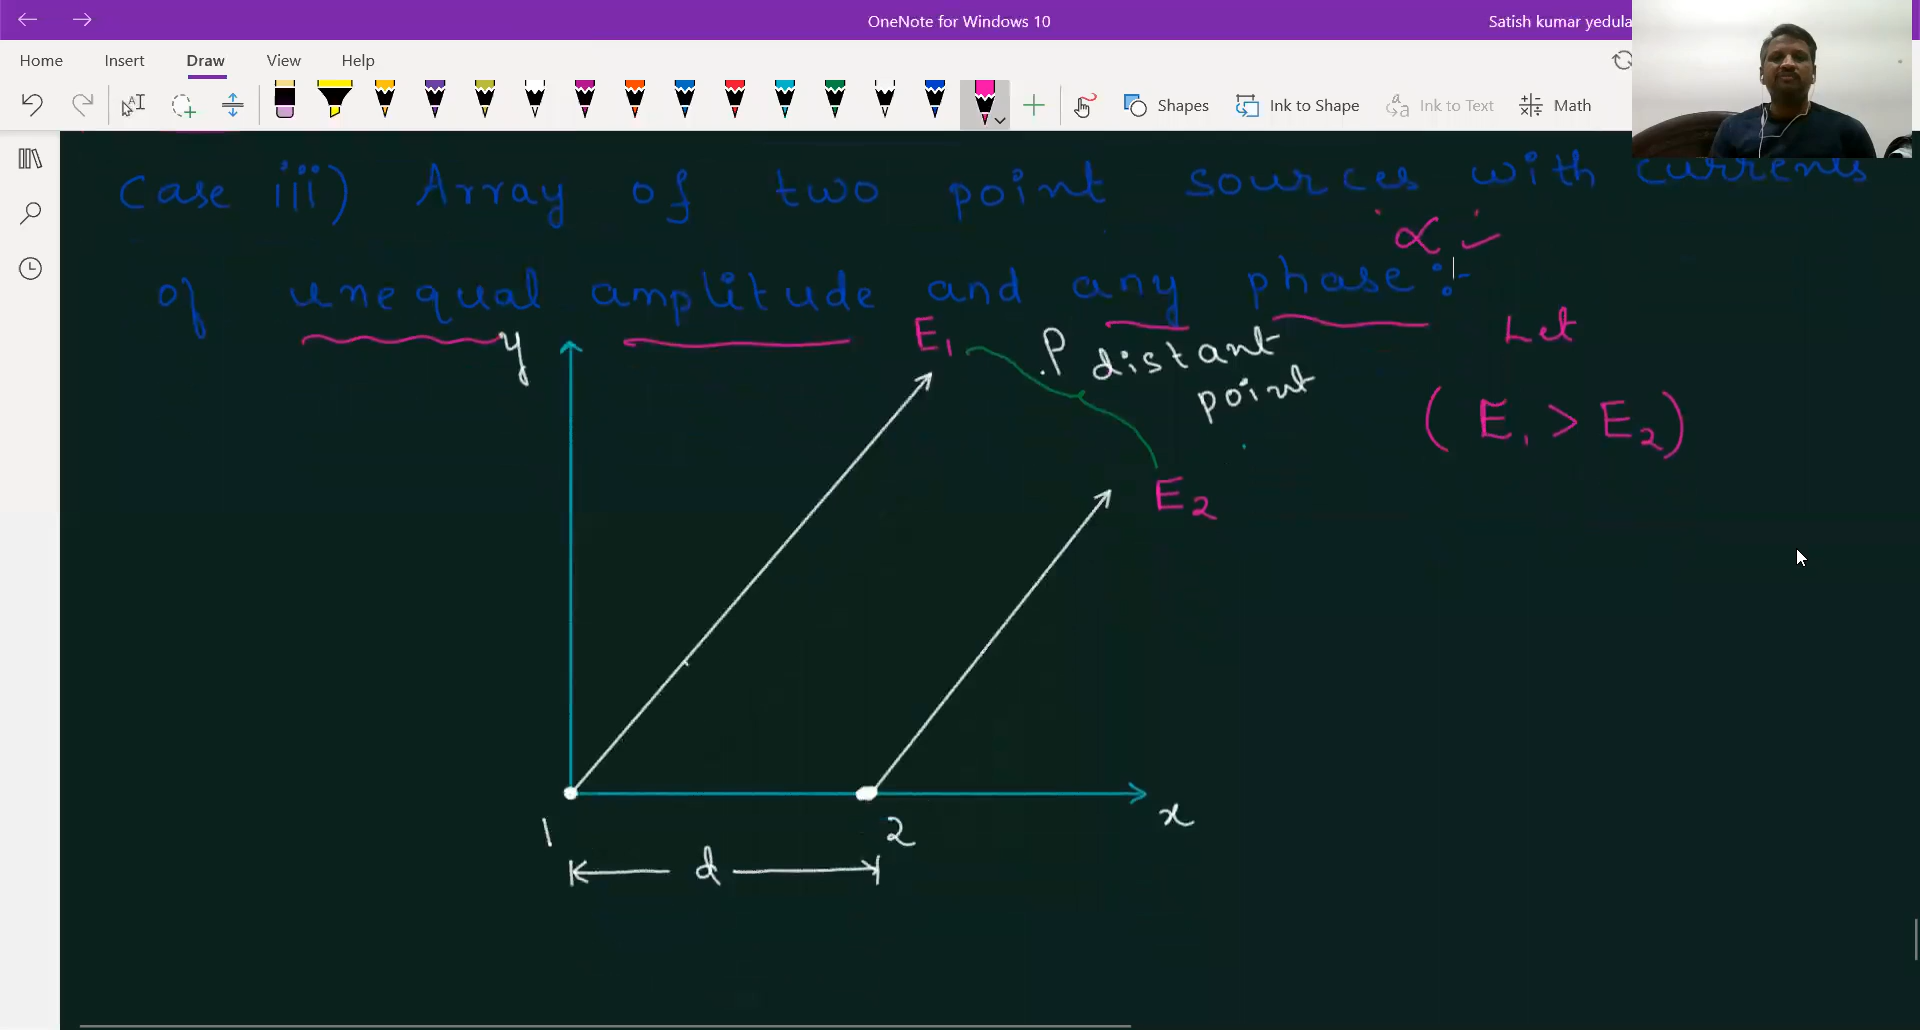 OneNote for Windows 10
Satish kumar yedula
Home Insert Draw View Help
Shapes Ink to Shape Ink to Text Math
Case iii) Array of two point sources with currents
∝
of unequal amplitude and any phase :-
Let
y
E1
.P distant
point
( E1 > E2 )
E2
1
2
x
d